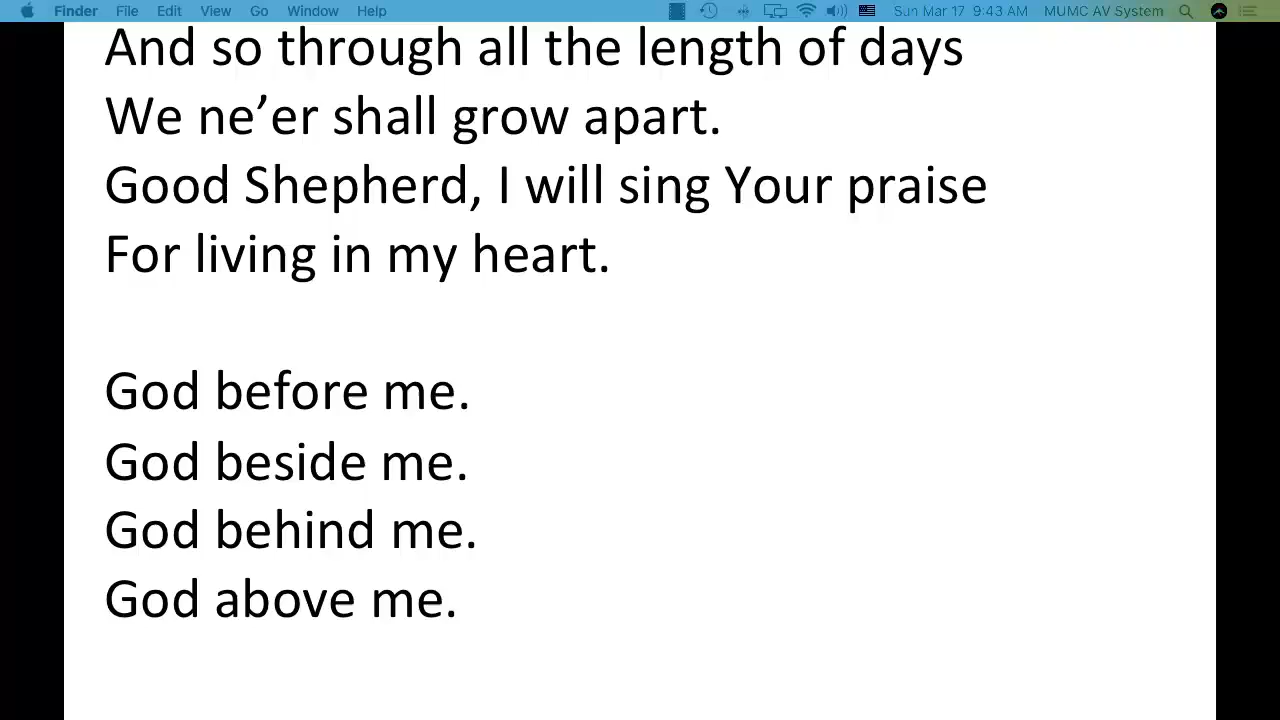 Finder File Edit View Go Window Help Sun Mar 17 9:43 AM MUMC AV System
And so through all the length of days
We ne’er shall grow apart.
Good Shepherd, I will sing Your praise
For living in my heart.
God before me.
God beside me.
God behind me.
God above me.